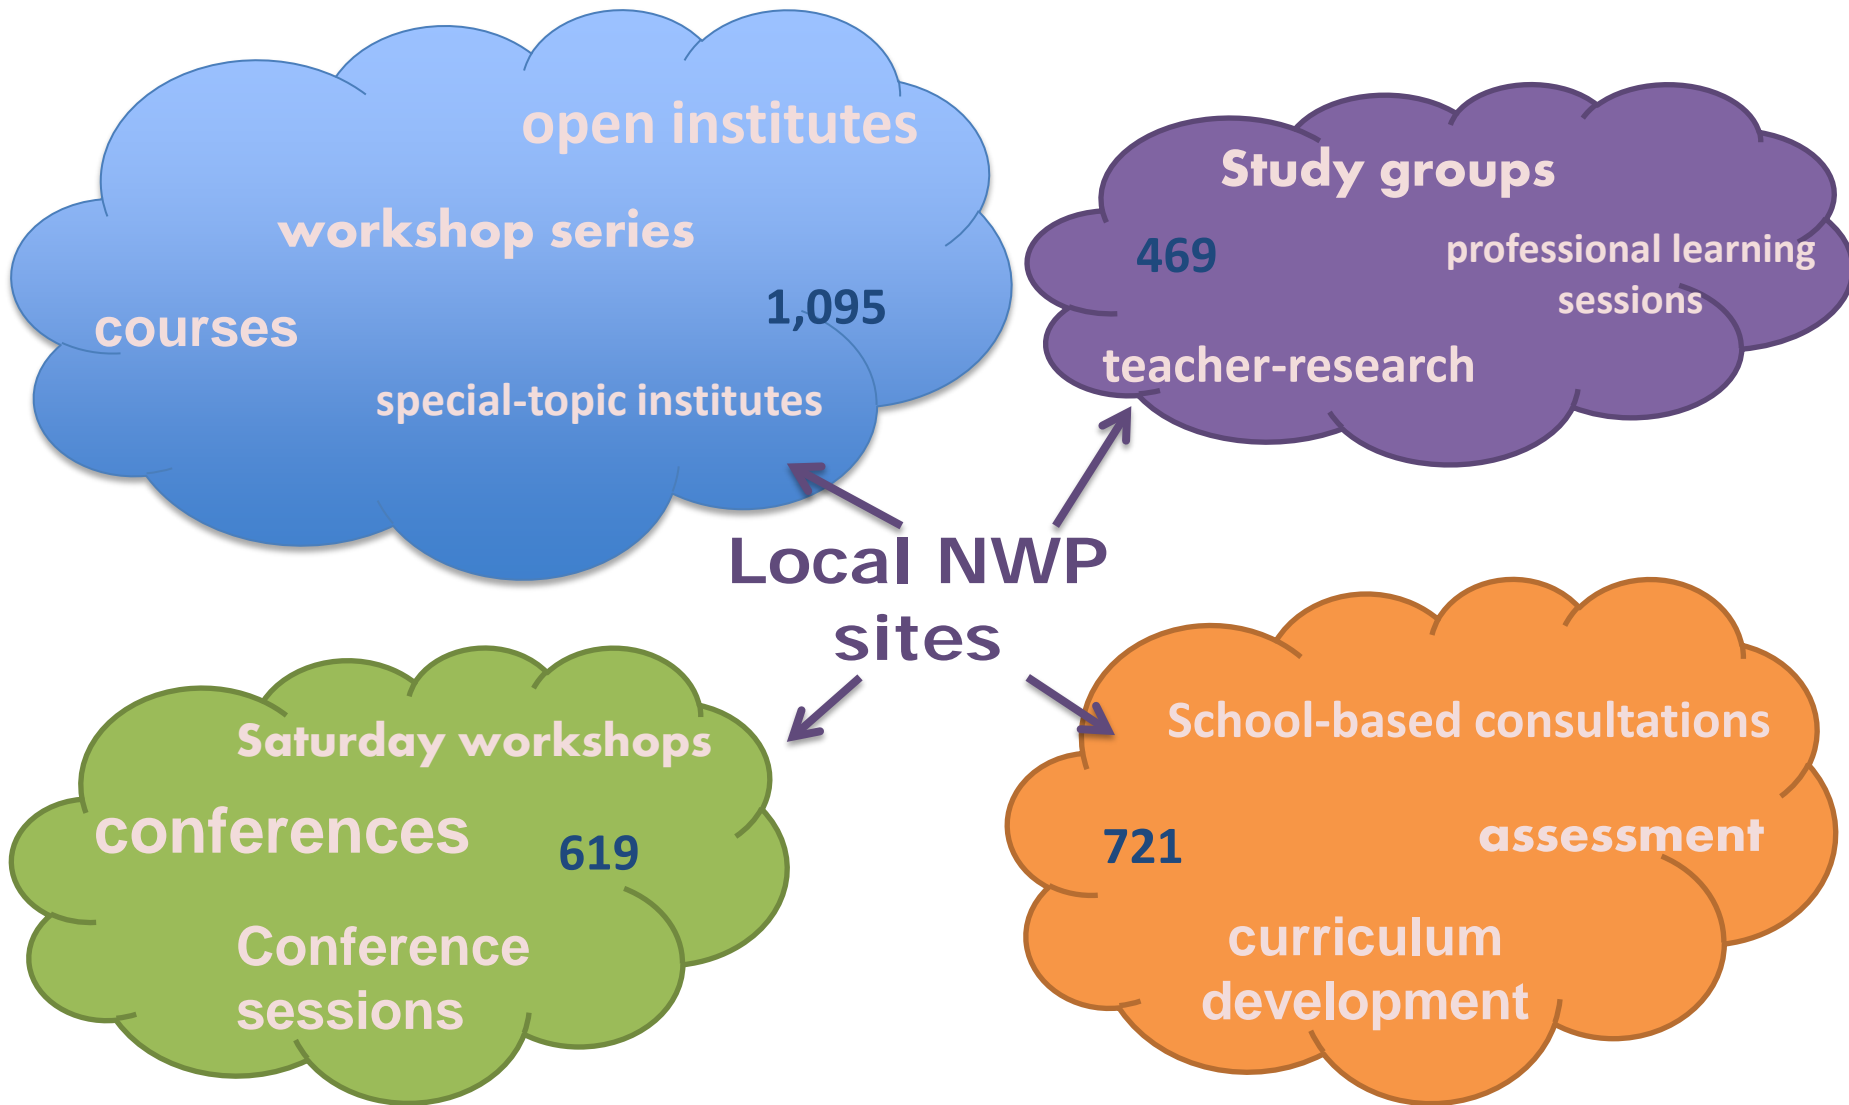 open institutes
workshop series
1,095
courses
special-topic institutes
Study groups
469
professional learning
sessions
teacher-research
Local NWP
sites
Saturday workshops
conferences
619
Conference
sessions
School-based consultations
721
assessment
curriculum
development